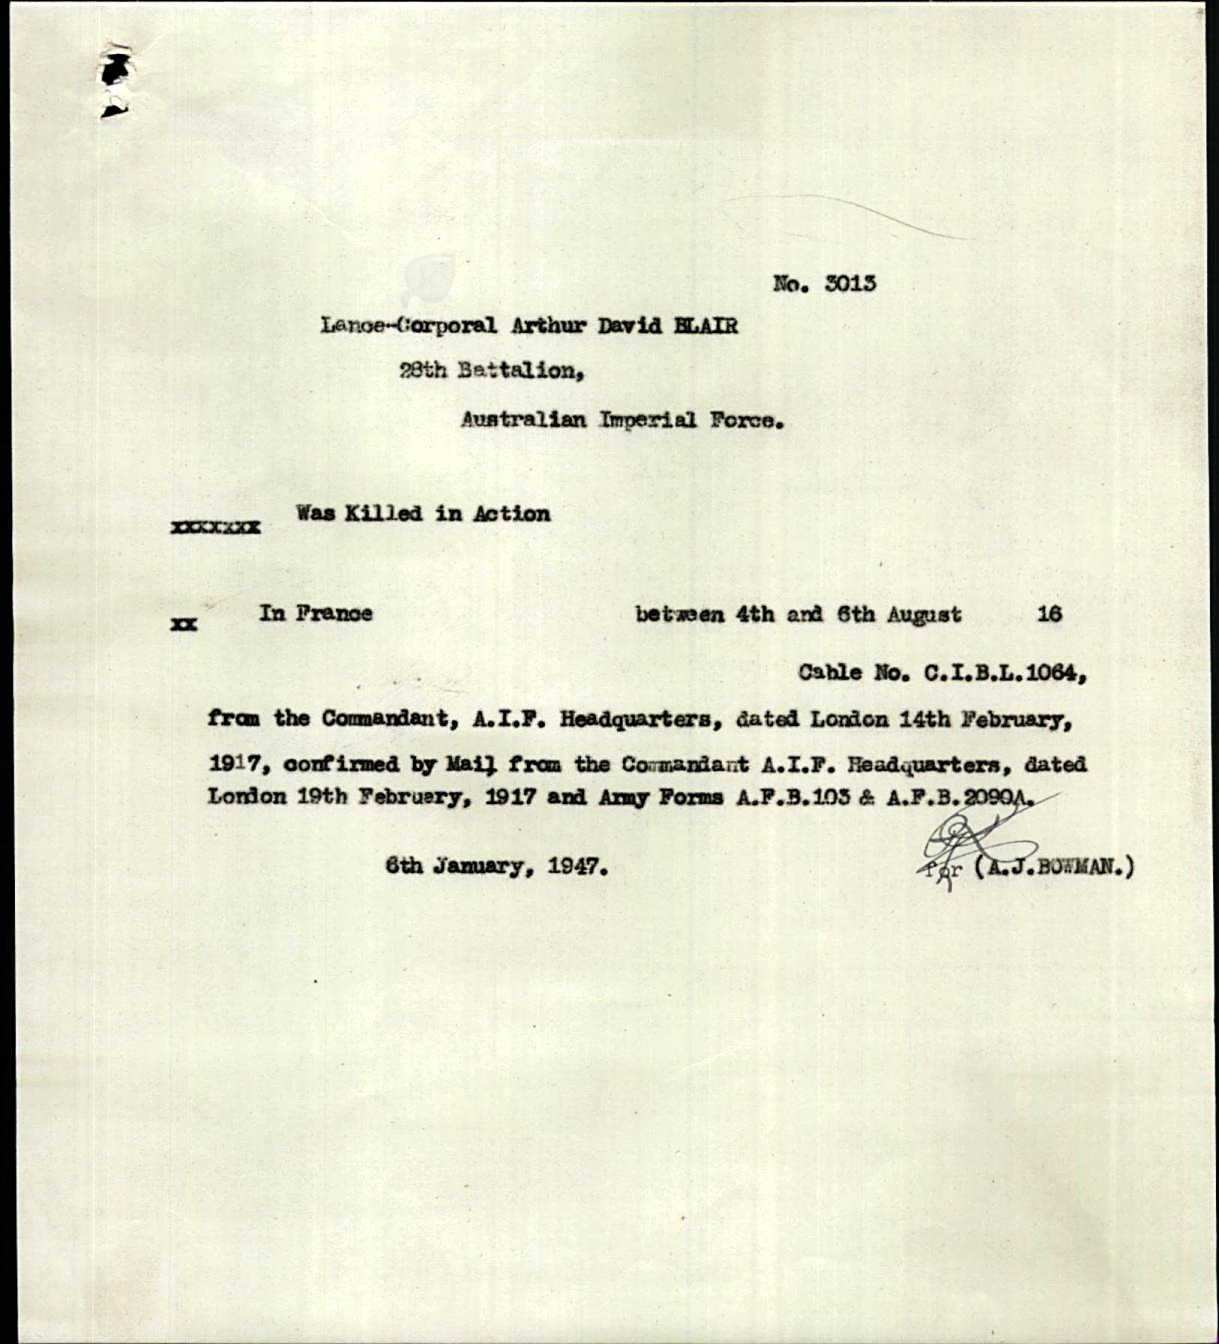 No. 3013
Lance-Corporal Arthur David BLAIR
28th Battalion,
Australian Imperial Force.
xxxxxxx Was Killed in Action
xx In France between 4th and 6th August 16
Cable No. C.I.B.L.1064,
from the Commandant, A.I.F. Headquarters, dated London 14th February,
1917, confirmed by Mail from the Commandant A.I.F. Headquarters, dated
London 19th February, 1917 and Army Forms A.F.B.103 & A.F.B.2090A.
6th January, 1947. for (A.J.BOWMAN.)